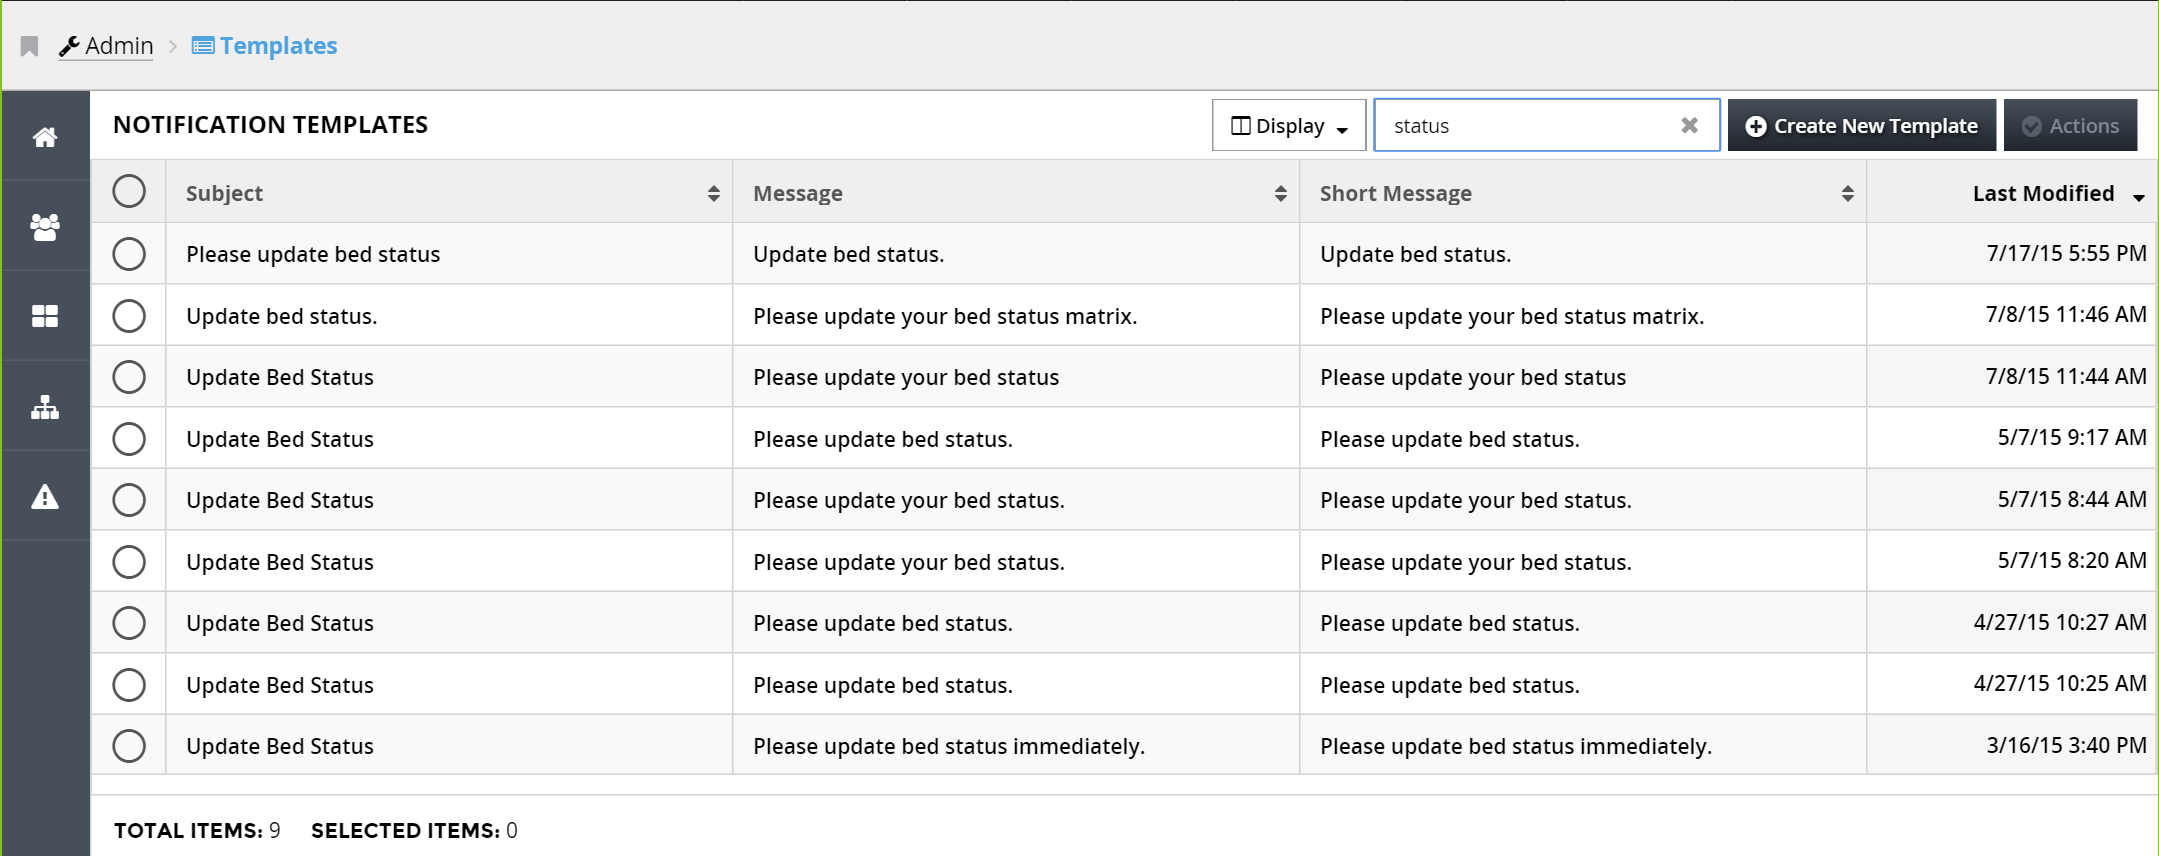 Admin > Templates
NOTIFICATION TEMPLATES Display status Create New Template Actions
Subject Message Short Message Last Modified
Please update bed status Update bed status. Update bed status. 7/17/15 5:55 PM
Update bed status. Please update your bed status matrix. Please update your bed status matrix. 7/8/15 11:46 AM
Update Bed Status Please update your bed status Please update your bed status 7/8/15 11:44 AM
Update Bed Status Please update bed status. Please update bed status. 5/7/15 9:17 AM
Update Bed Status Please update your bed status. Please update your bed status. 5/7/15 8:44 AM
Update Bed Status Please update your bed status. Please update your bed status. 5/7/15 8:20 AM
Update Bed Status Please update bed status. Please update bed status. 4/27/15 10:27 AM
Update Bed Status Please update bed status. Please update bed status. 4/27/15 10:25 AM
Update Bed Status Please update bed status immediately. Please update bed status immediately. 3/16/15 3:40 PM
TOTAL ITEMS: 9 SELECTED ITEMS: 0